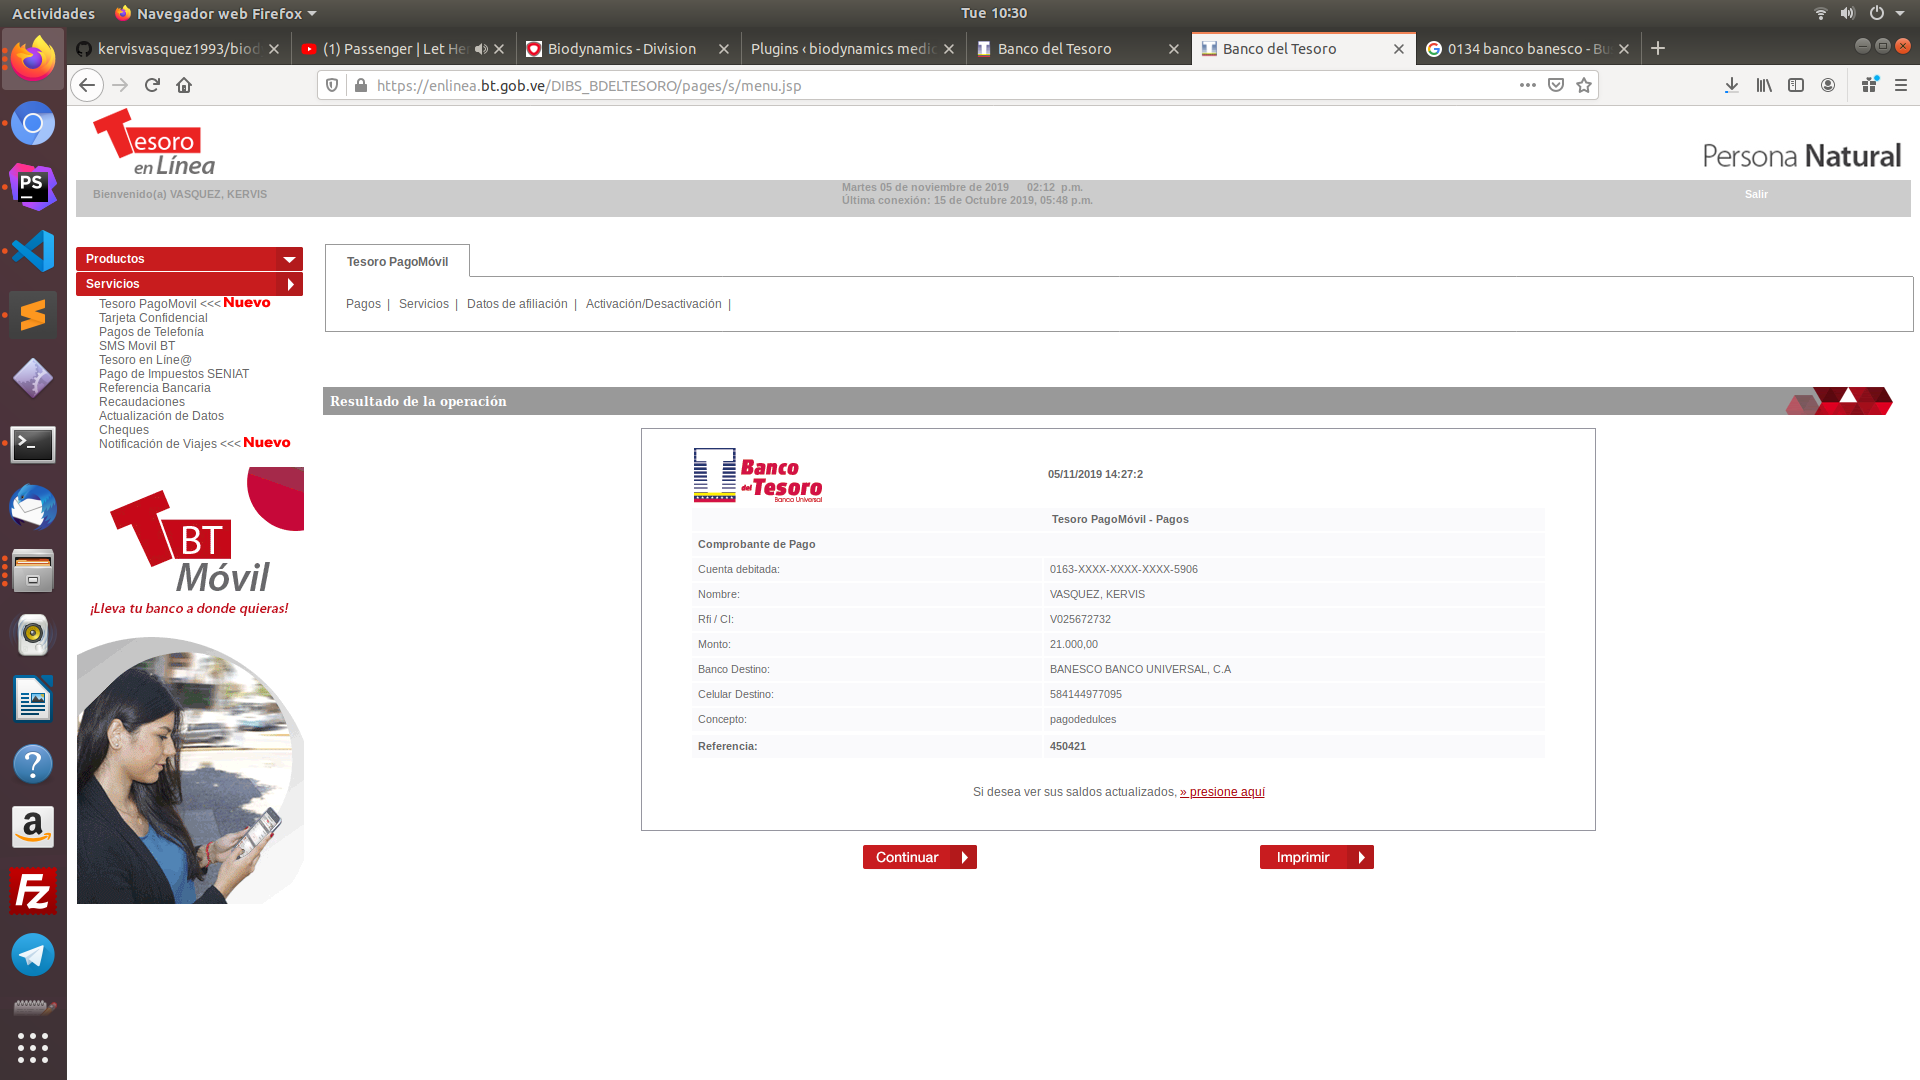 Actividades
Navegador web Firefox
Tue 10:30
kervisvasquez1993/biod
(1) Passenger | Let He
Biodynamics - Division
Plugins ‹ biodynamics medic
Banco del Tesoro
Banco del Tesoro
0134 banco banesco - Bu
https://enlinea.bt.gob.ve/DIBS_BDELTESORO/pages/s/menu.jsp
Tesoro
en Línea
Persona Natural
Bienvenido(a) VASQUEZ, KERVIS
Martes 05 de noviembre de 2019 02:12 p.m.
Última conexión: 15 de Octubre 2019, 05:48 p.m.
Salir
Productos
Servicios
Tesoro PagoMovil <<< Nuevo
Tarjeta Confidencial
Pagos de Telefonía
SMS Movil BT
Tesoro en Líne@
Pago de Impuestos SENIAT
Referencia Bancaria
Recaudaciones
Actualización de Datos
Cheques
Notificación de Viajes <<< Nuevo
T BT
Móvil
¡Lleva tu banco a donde quieras!
Tesoro PagoMóvil
Pagos | Servicios | Datos de afiliación | Activación/Desactivación |
Resultado de la operación
Banco
del Tesoro
Banco Universal
05/11/2019 14:27:2
Tesoro PagoMóvil - Pagos
Comprobante de Pago
Cuenta debitada: 0163-XXXX-XXXX-XXXX-5906
Nombre: VASQUEZ, KERVIS
Rfi / CI: V025672732
Monto: 21.000,00
Banco Destino: BANESCO BANCO UNIVERSAL, C.A
Celular Destino: 584144977095
Concepto: pagodedulces
Referencia: 450421
Si desea ver sus saldos actualizados, » presione aquí
Continuar
Imprimir
PS
a
Fz